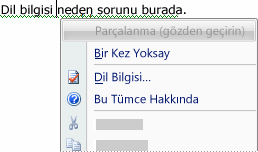 Dil bilgisi neden sorunu burada.
Parçalanma (gözden geçirin)
Bir Kez Yoksay
Dil Bilgisi...
Bu Tümce Hakkında